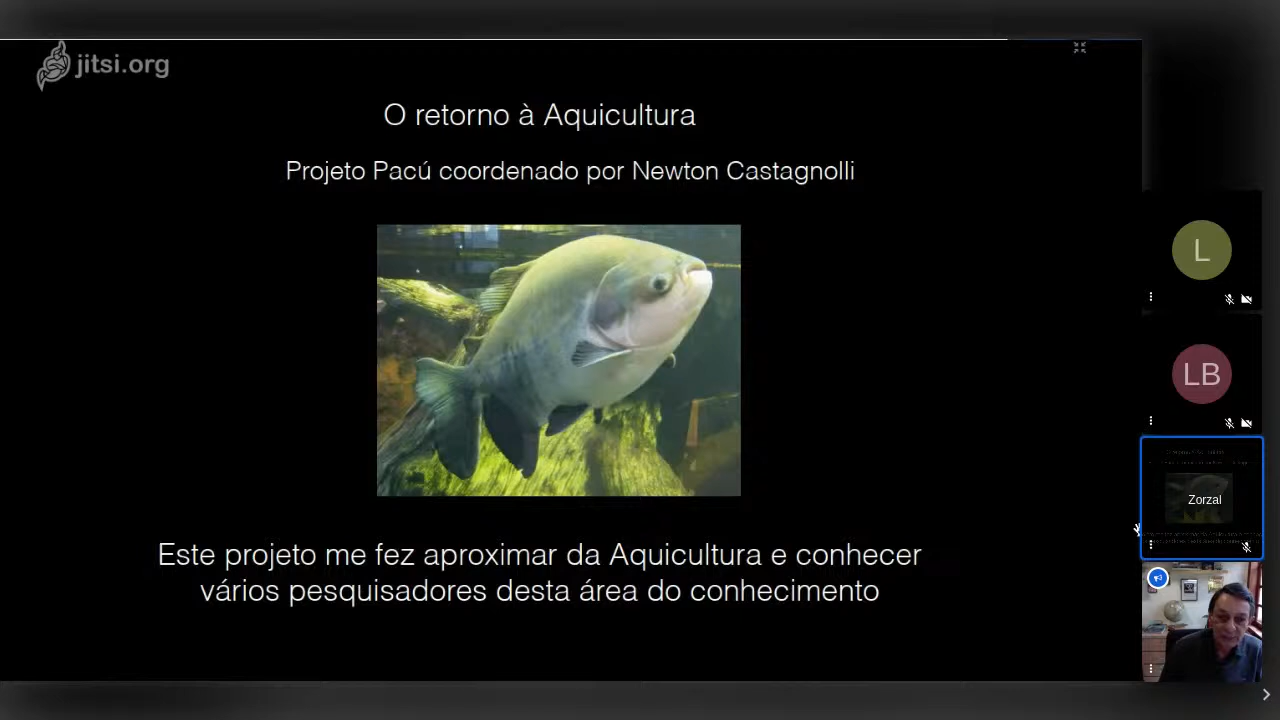 jitsi.org
O retorno à Aquicultura
Projeto Pacú coordenado por Newton Castagnolli
Este projeto me fez aproximar da Aquicultura e conhecer
vários pesquisadores desta área do conhecimento
L
LB
Zorzal